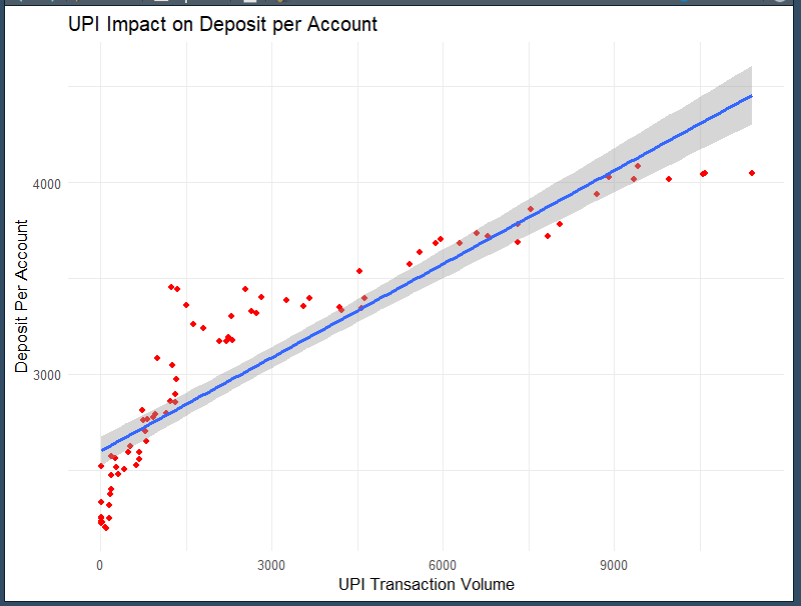 UPI Impact on Deposit per Account
4000
3000
Deposit Per Account
0 3000 6000 9000
UPI Transaction Volume